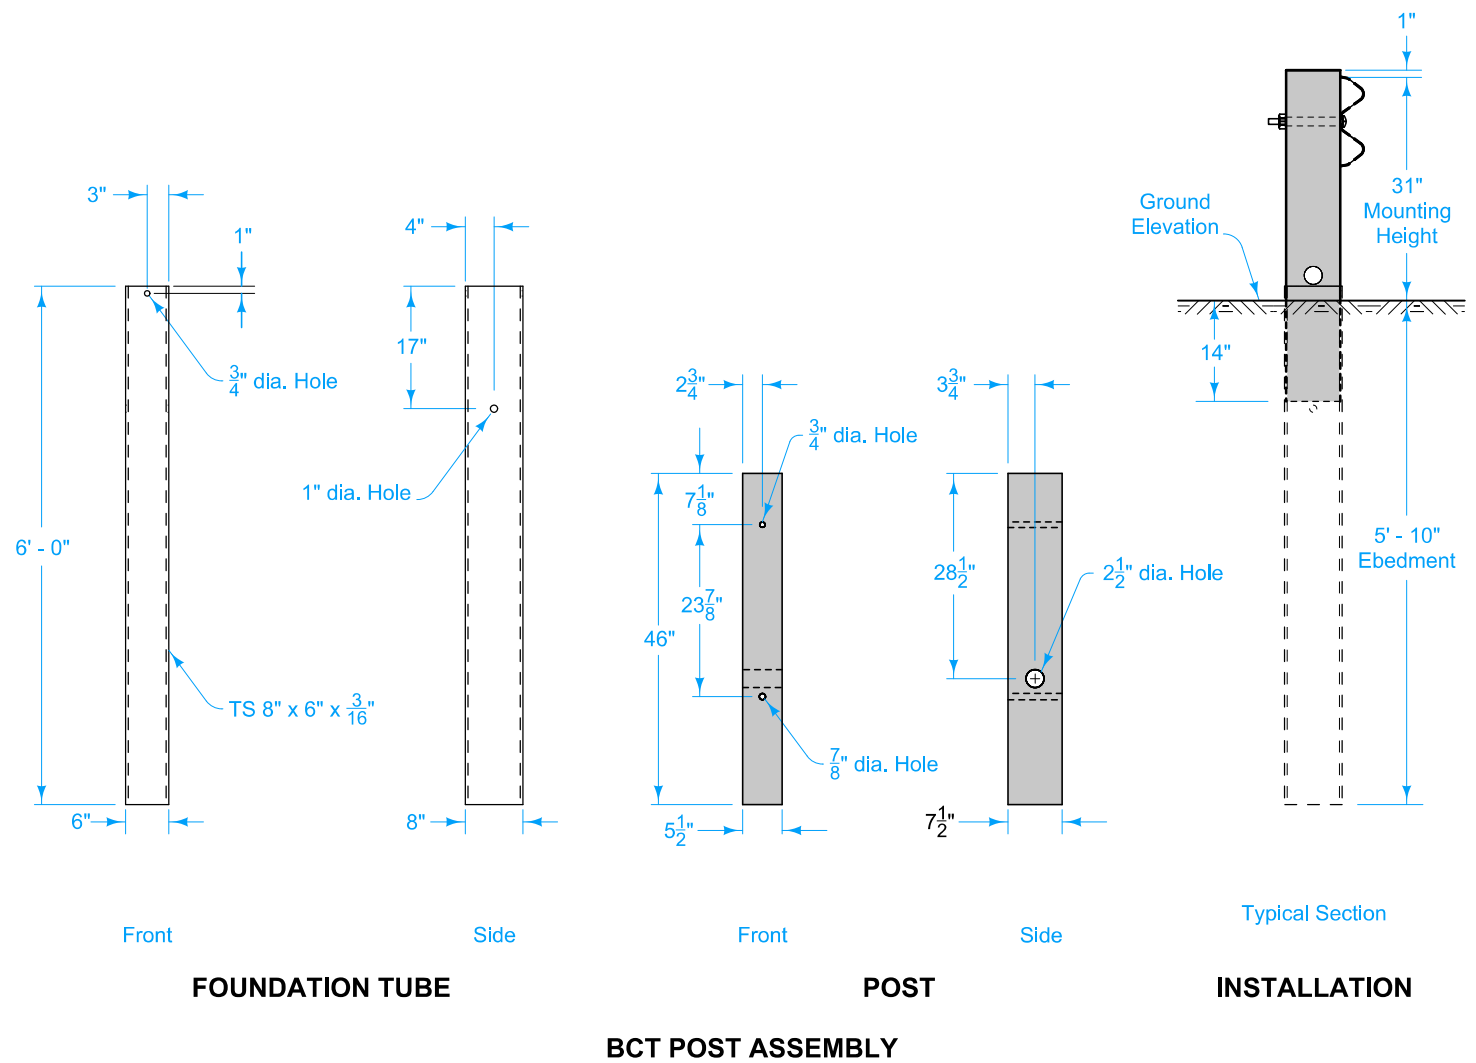 3"
1"
3/4" dia. Hole
6' - 0"
TS 8" x 6" x 3/16"
6"
Front
4"
17"
1" dia. Hole
8"
Side
FOUNDATION TUBE
2 3/4"
3/4" dia. Hole
7 1/8"
23 7/8"
46"
7/8" dia. Hole
5 1/2"
Front
3 3/4"
28 1/2"
2 1/2" dia. Hole
7 1/2"
Side
POST
1"
31"
Mounting
Height
Ground
Elevation
14"
5' - 10"
Ebedment
Typical Section
INSTALLATION
BCT POST ASSEMBLY